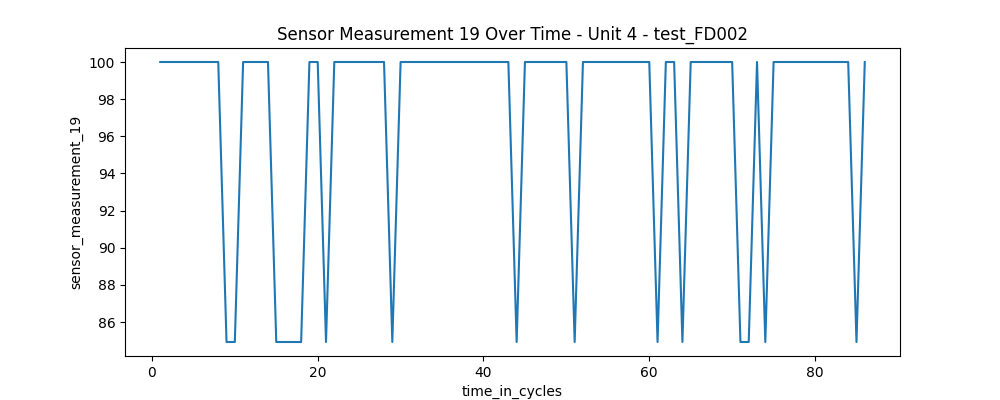 Sensor Measurement 19 Over Time - Unit 4 - test_FD002
sensor_measurement_19
100
98
96
94
92
90
88
86
0 20 40 60 80
time_in_cycles